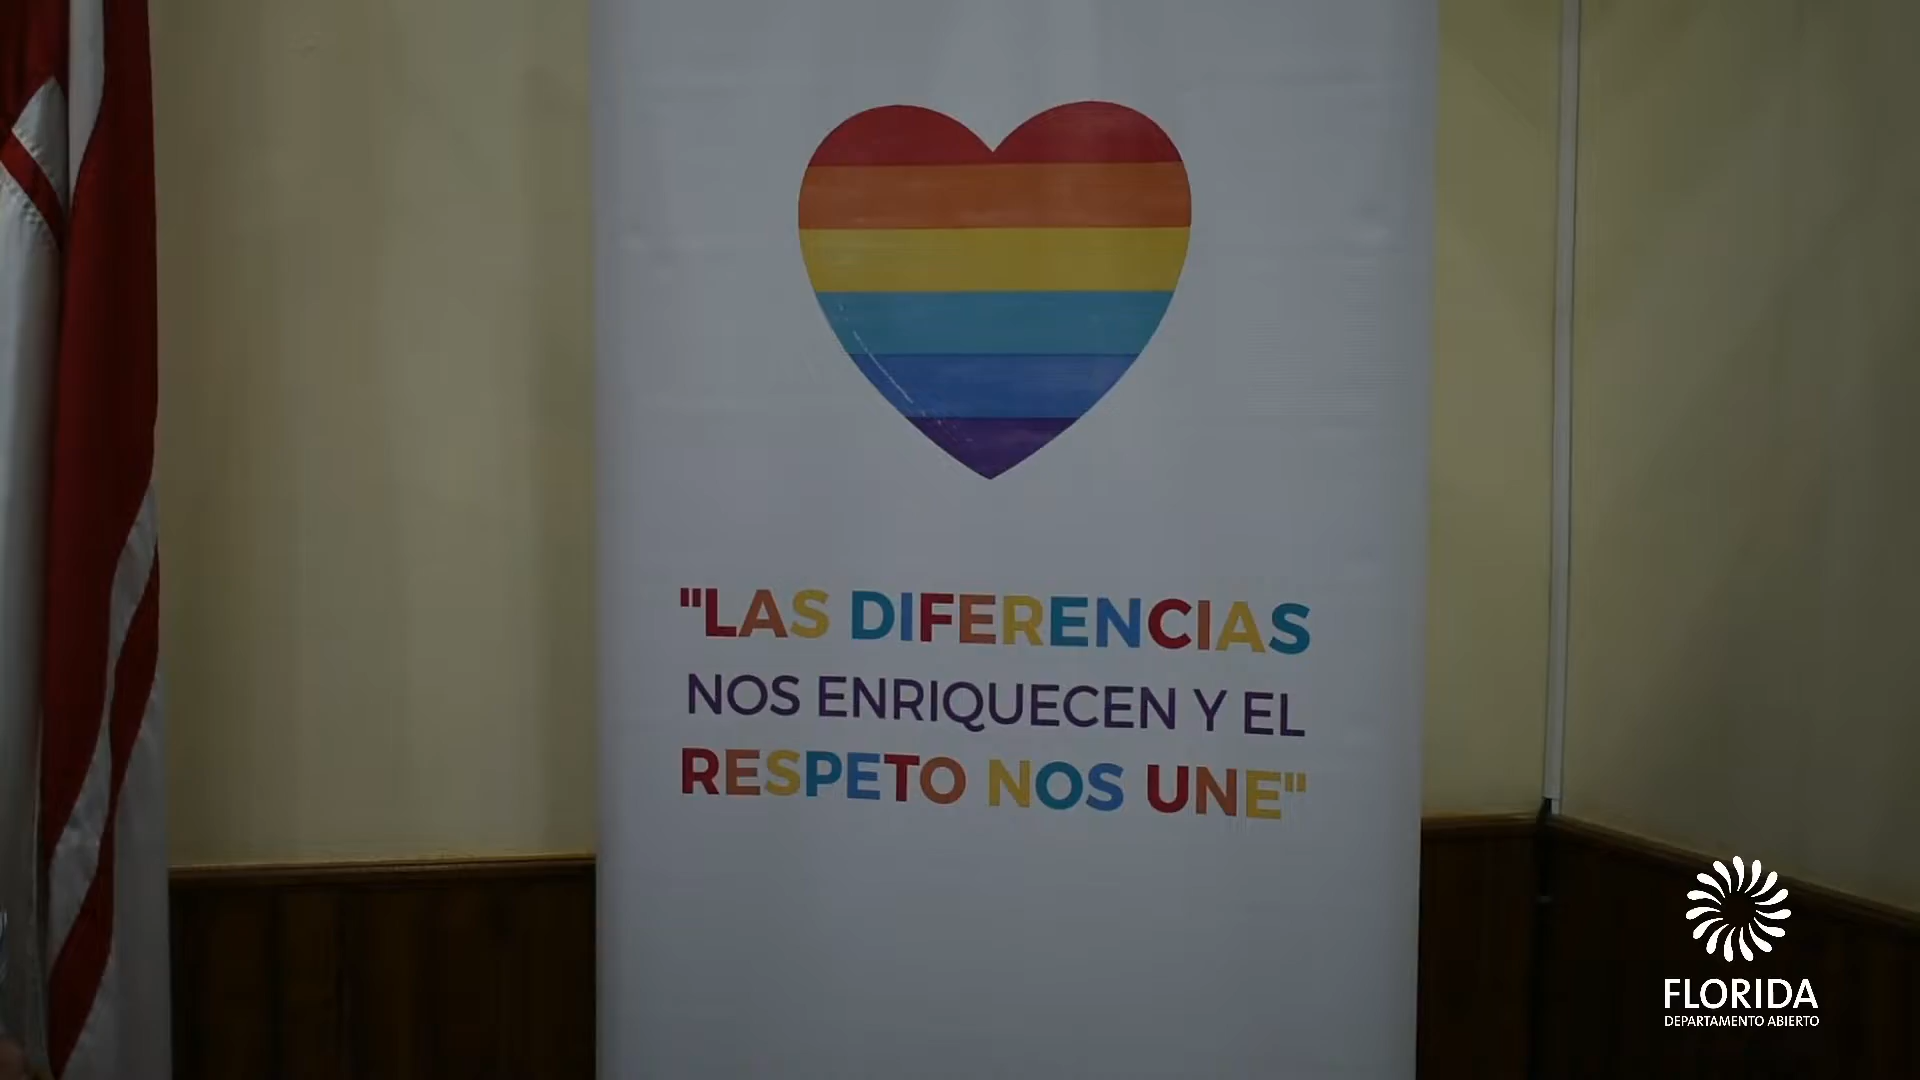 "LAS DIFERENCIAS
NOS ENRIQUECEN Y EL
RESPETO NOS UNE"
FLORIDA
DEPARTAMENTO ABIERTO